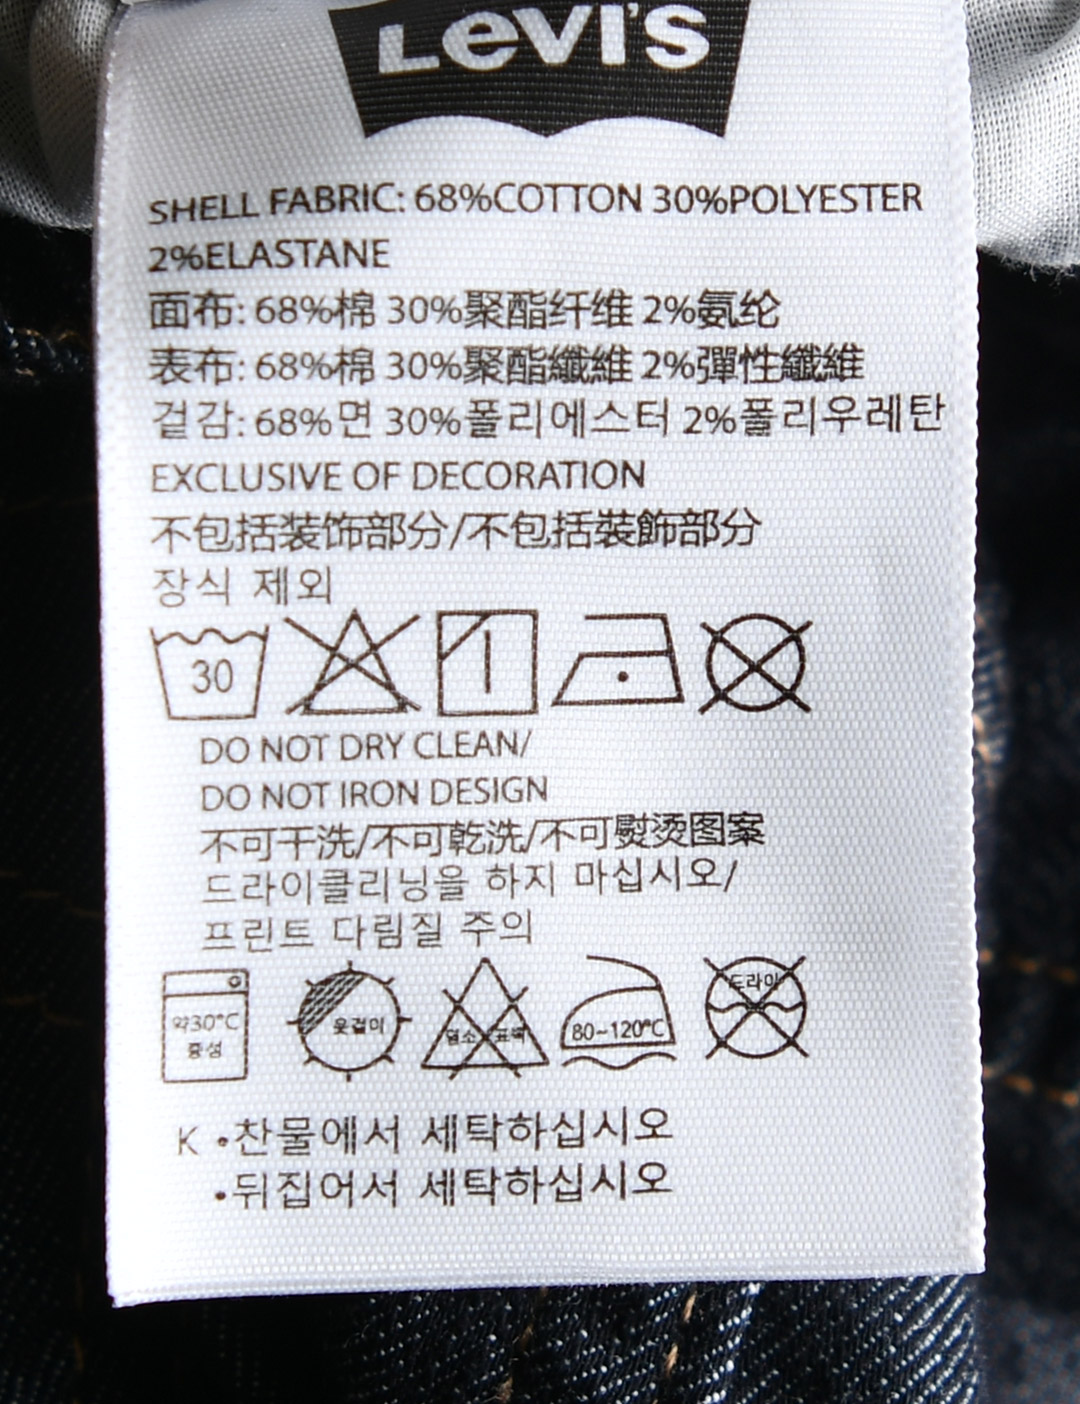 Levi's
SHELL FABRIC: 68%COTTON 30%POLYESTER
2%ELASTANE
面布: 68%棉 30%聚酯纤维 2%氨纶
表布: 68%棉 30%聚酯纖維 2%彈性纖維
겉감: 68%면 30%폴리에스터 2%폴리우레탄
EXCLUSIVE OF DECORATION
不包括装饰部分/不包括裝飾部分
장식 제외
30
DO NOT DRY CLEAN/
DO NOT IRON DESIGN
不可干洗/不可乾洗/不可熨烫图案
드라이클리닝을 하지 마십시오/
프린트 다림질 주의
약30°C
중성
옷걸이
염소 표백
80~120°C
드라이
K •찬물에서 세탁하십시오
•뒤집어서 세탁하십시오